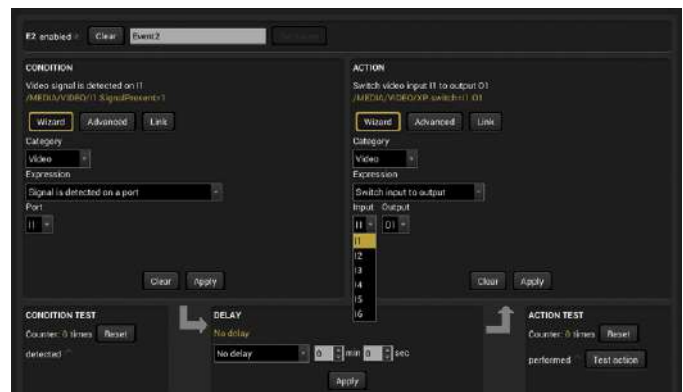 E2 enabled Clear Event2
CONDITION
Video signal is detected on I1
/MEDIA/VIDEO/I1.SignalPresent=1
Wizard Advanced Link
Category
Video
Expression
Signal is detected on a port
Port
I1
Clear Apply
ACTION
Switch video input I1 to output O1
/MEDIA/VIDEO/XP:switch=I1:O1
Wizard Advanced Link
Category
Video
Expression
Switch input to output
Input Output
I1 O1
I1
I2
I3
I4
I5
I6
Clear Apply
CONDITION TEST
Counter: 0 times Reset
detected
DELAY
No delay
No delay 0 min 0 sec
Apply
ACTION TEST
Counter: 0 times Reset
performed Test action